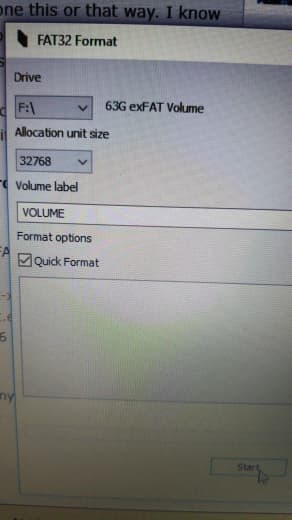 one this or that way. I know
FAT32 Format
Drive
F:\
63G exFAT Volume
Allocation unit size
32768
Volume label
VOLUME
Format options
Quick Format
Start